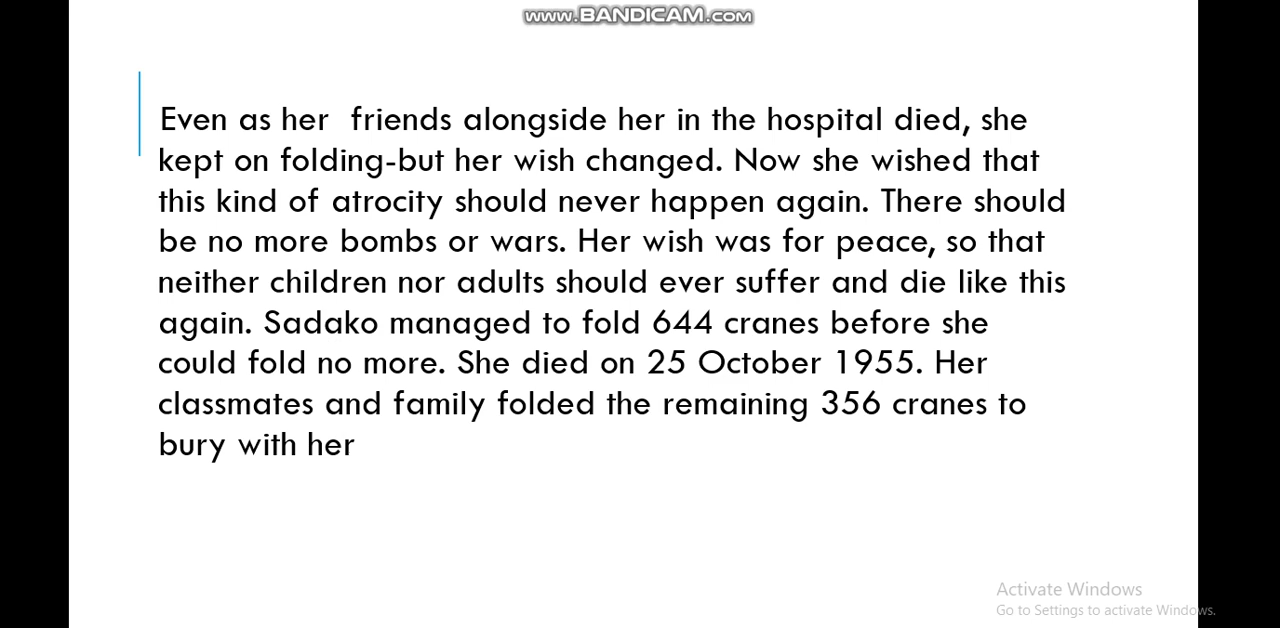 www.BANDICAM.com
Even as her friends alongside her in the hospital died, she
kept on folding-but her wish changed. Now she wished that
this kind of atrocity should never happen again. There should
be no more bombs or wars. Her wish was for peace, so that
neither children nor adults should ever suffer and die like this
again. Sadako managed to fold 644 cranes before she
could fold no more. She died on 25 October 1955. Her
classmates and family folded the remaining 356 cranes to
bury with her
Activate Windows
Go to Settings to activate Windows.